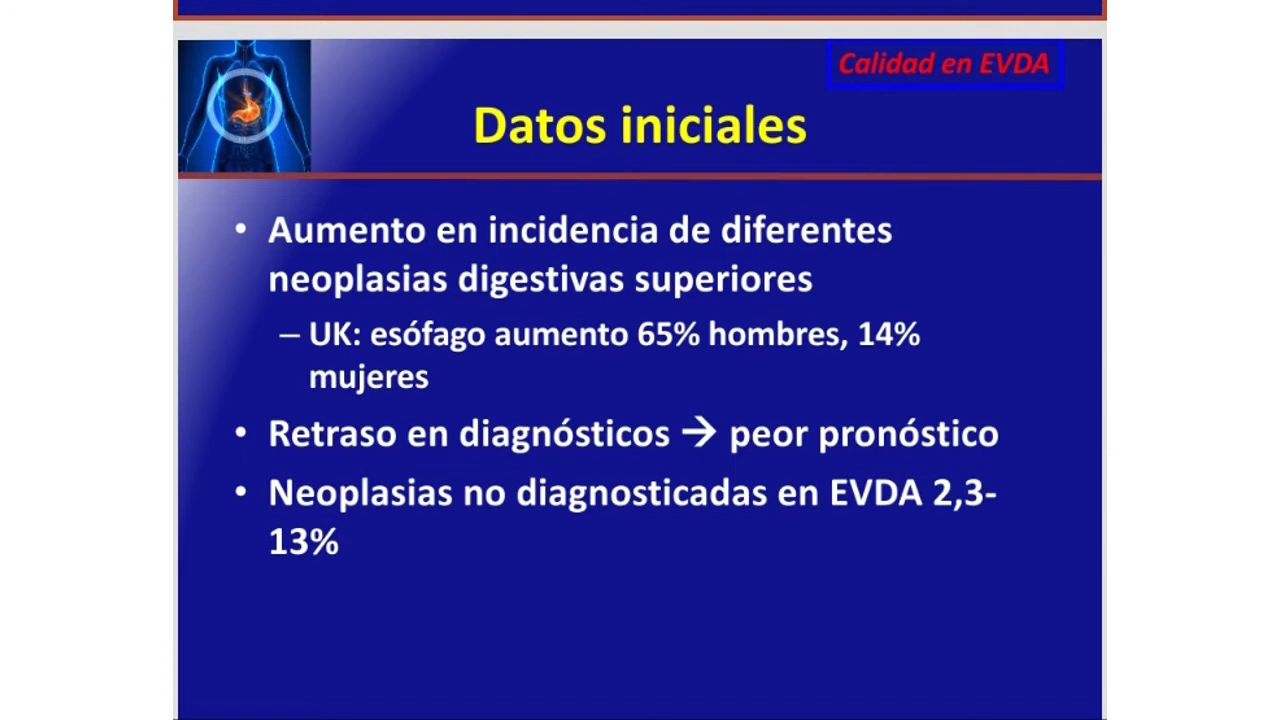 Calidad en EVDA
Datos iniciales
• Aumento en incidencia de diferentes
neoplasias digestivas superiores
– UK: esófago aumento 65% hombres, 14%
mujeres
• Retraso en diagnósticos → peor pronóstico
• Neoplasias no diagnosticadas en EVDA 2,3-
13%